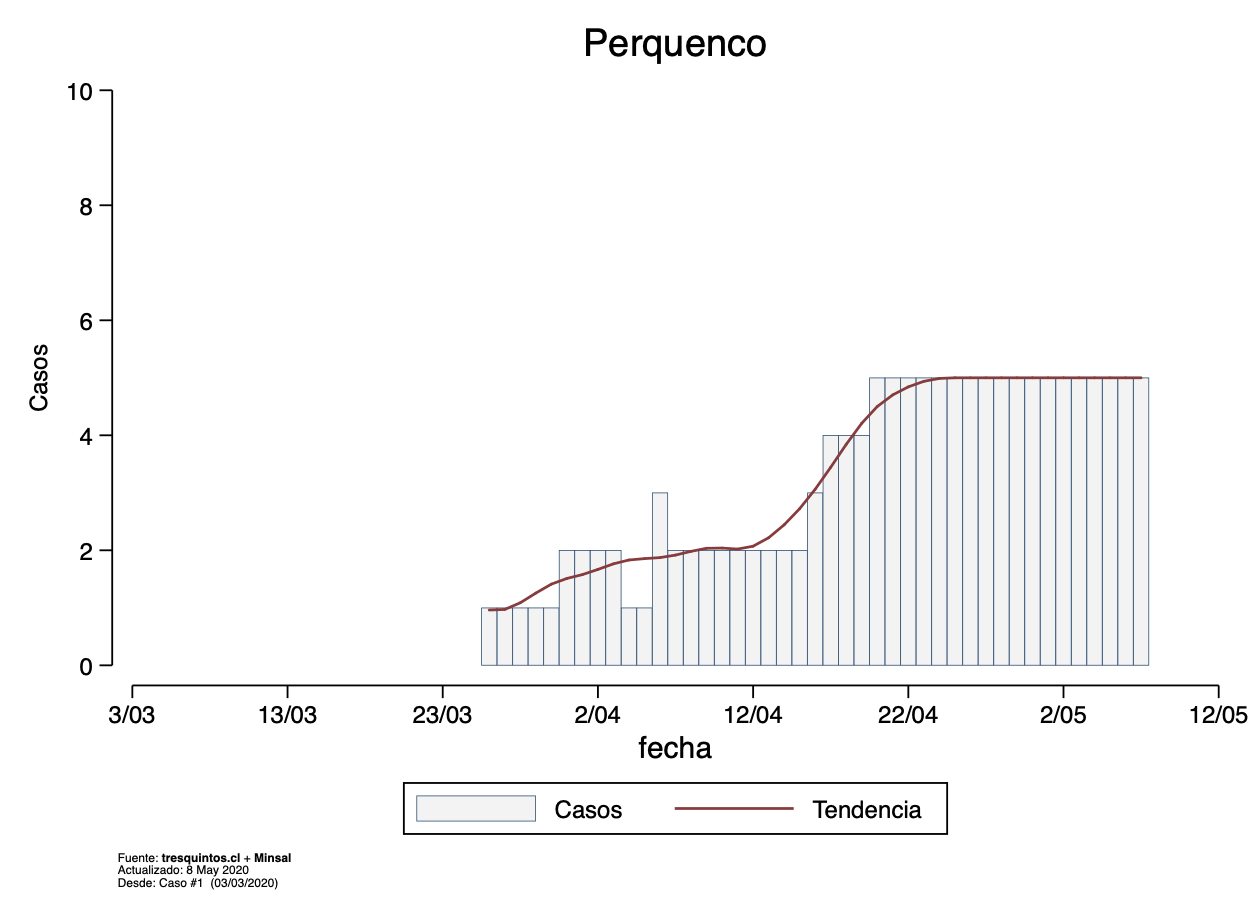 Perquenco
10
8
6
4
2
0
Casos
3/03 13/03 23/03 2/04 12/04 22/04 2/05 12/05
fecha
Casos Tendencia
Fuente: tresquintos.cl + Minsal
Actualizado: 8 May 2020
Desde: Caso #1 (03/03/2020)